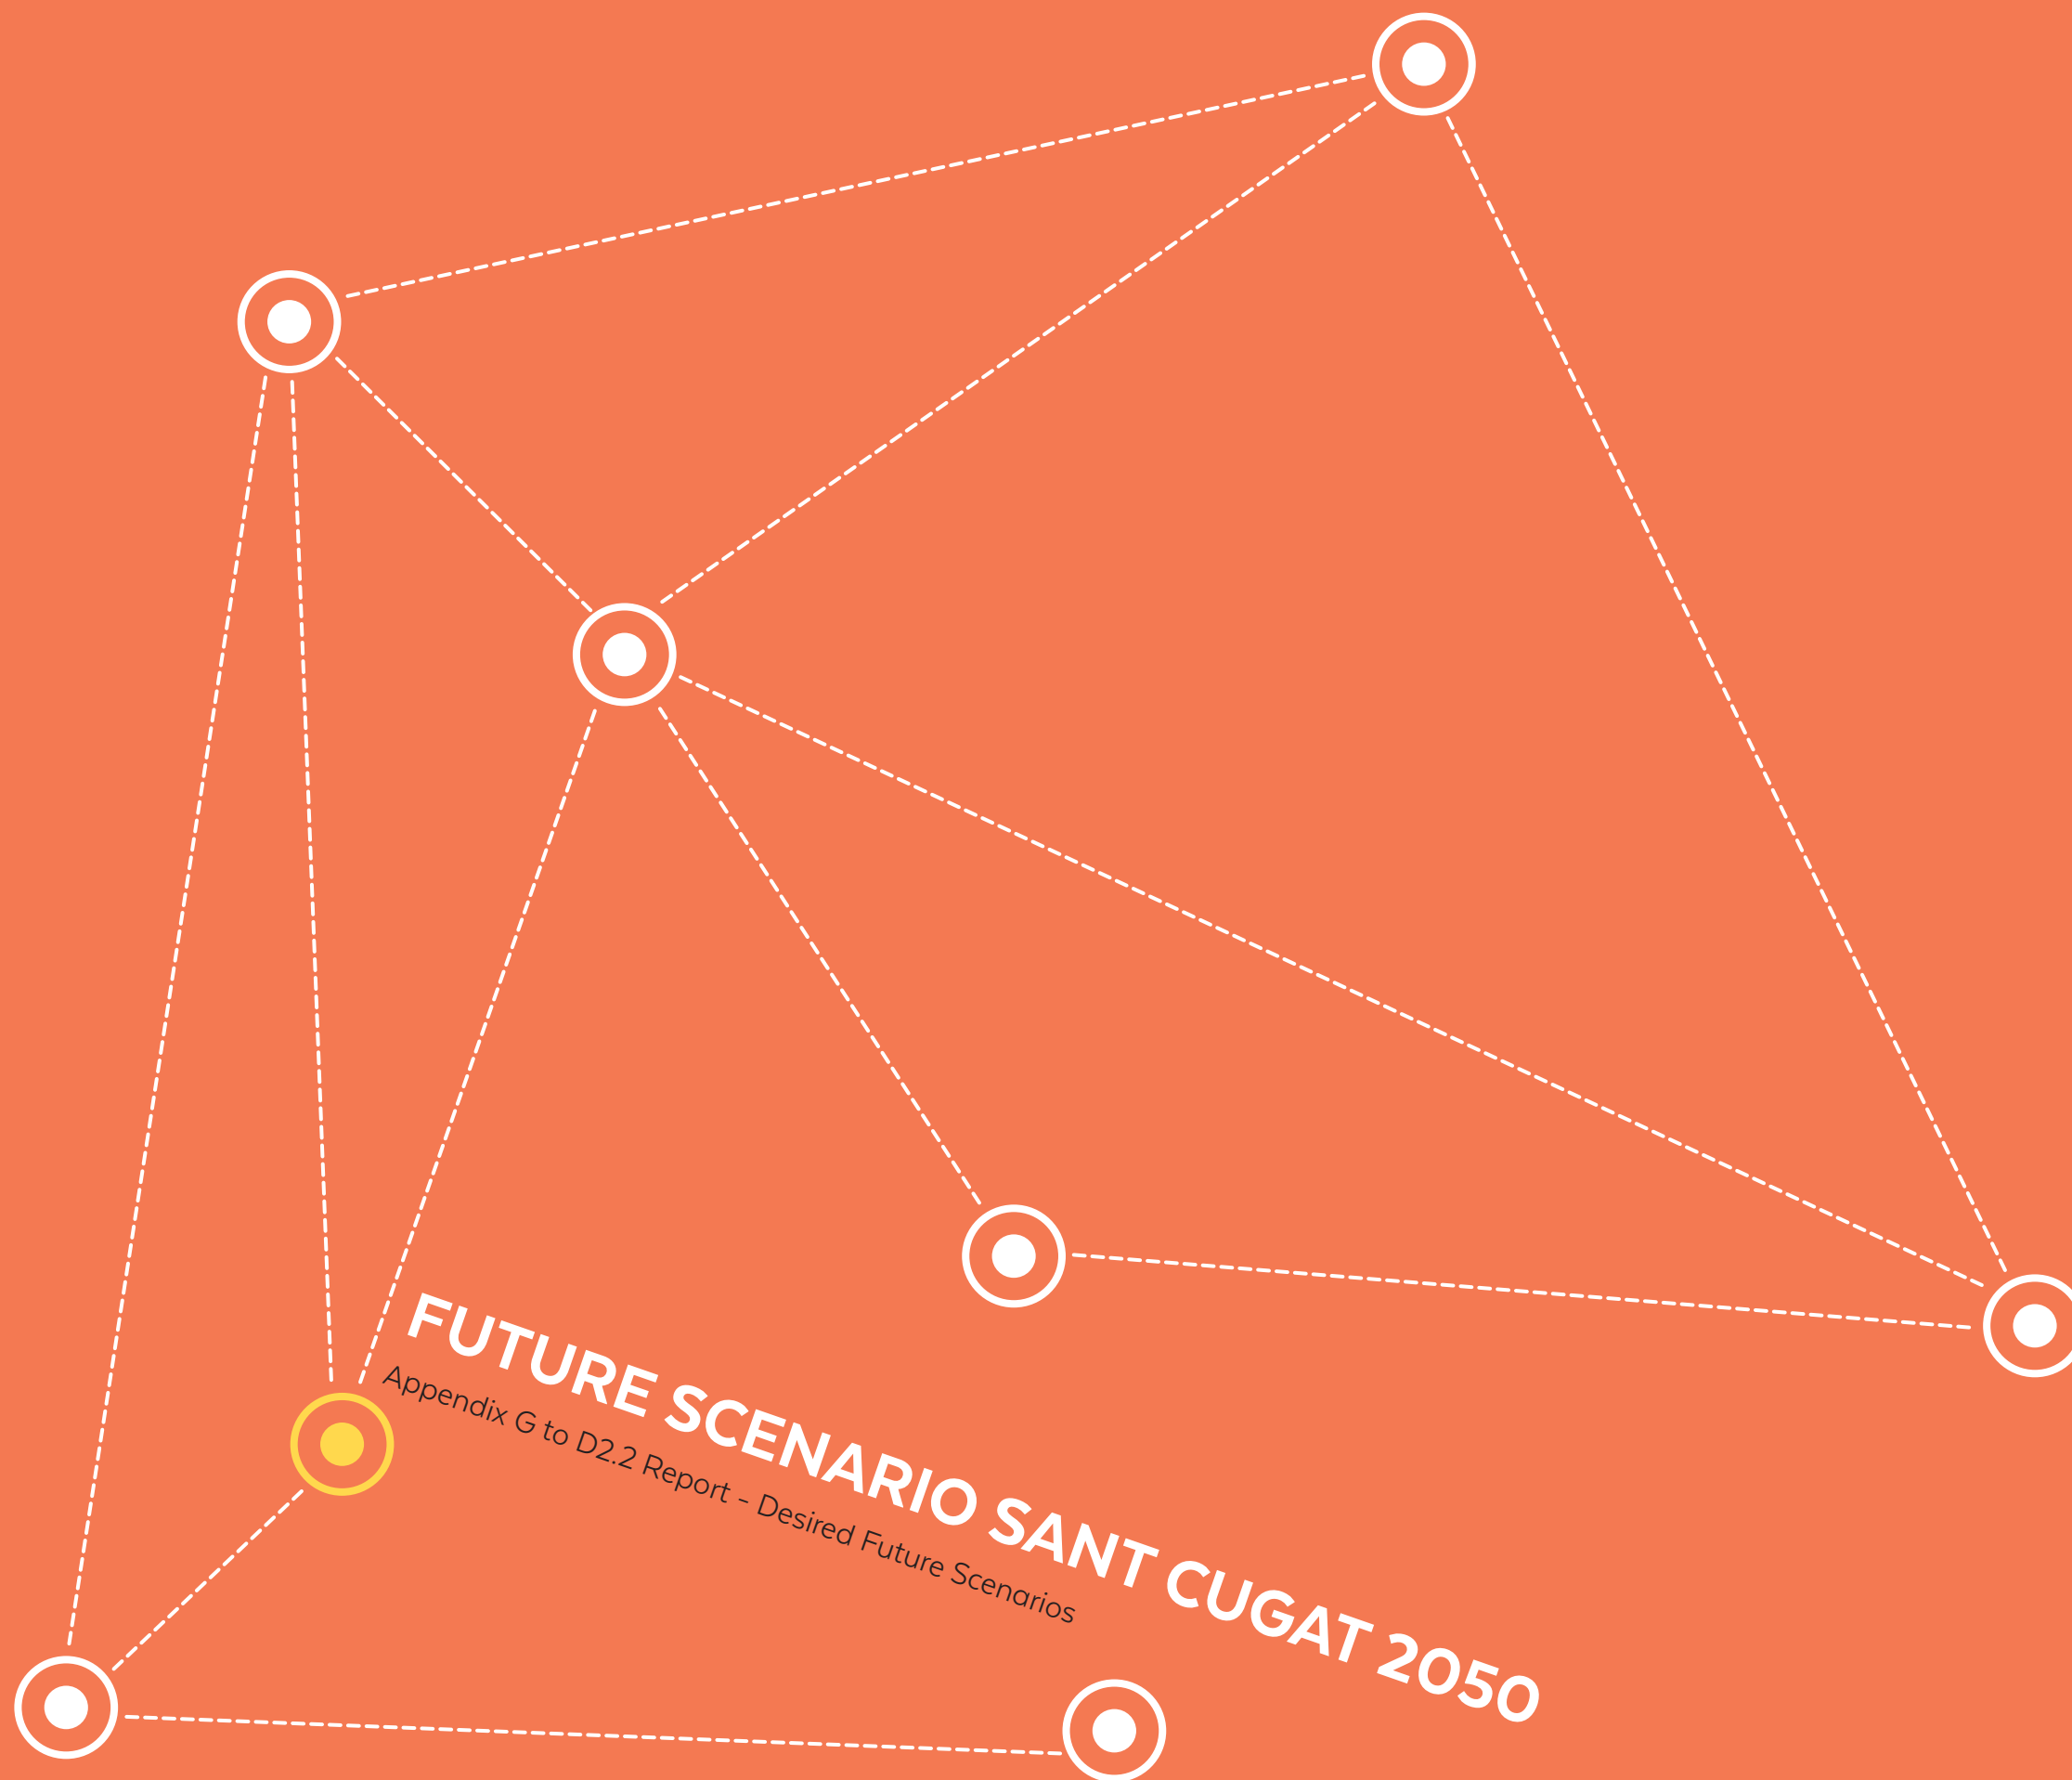 FUTURE SCENARIO SANT CUGAT 2050
Appendix G to D2.2 Report - Desired Future Scenarios